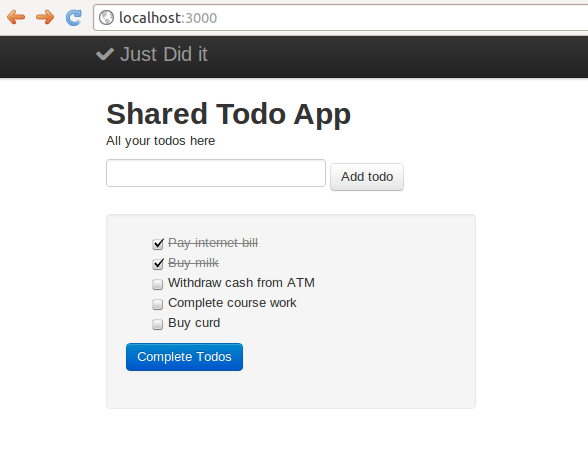 localhost:3000
Just Did it
Shared Todo App
All your todos here
Add todo
Pay internet bill
Buy milk
Withdraw cash from ATM
Complete course work
Buy curd
Complete Todos